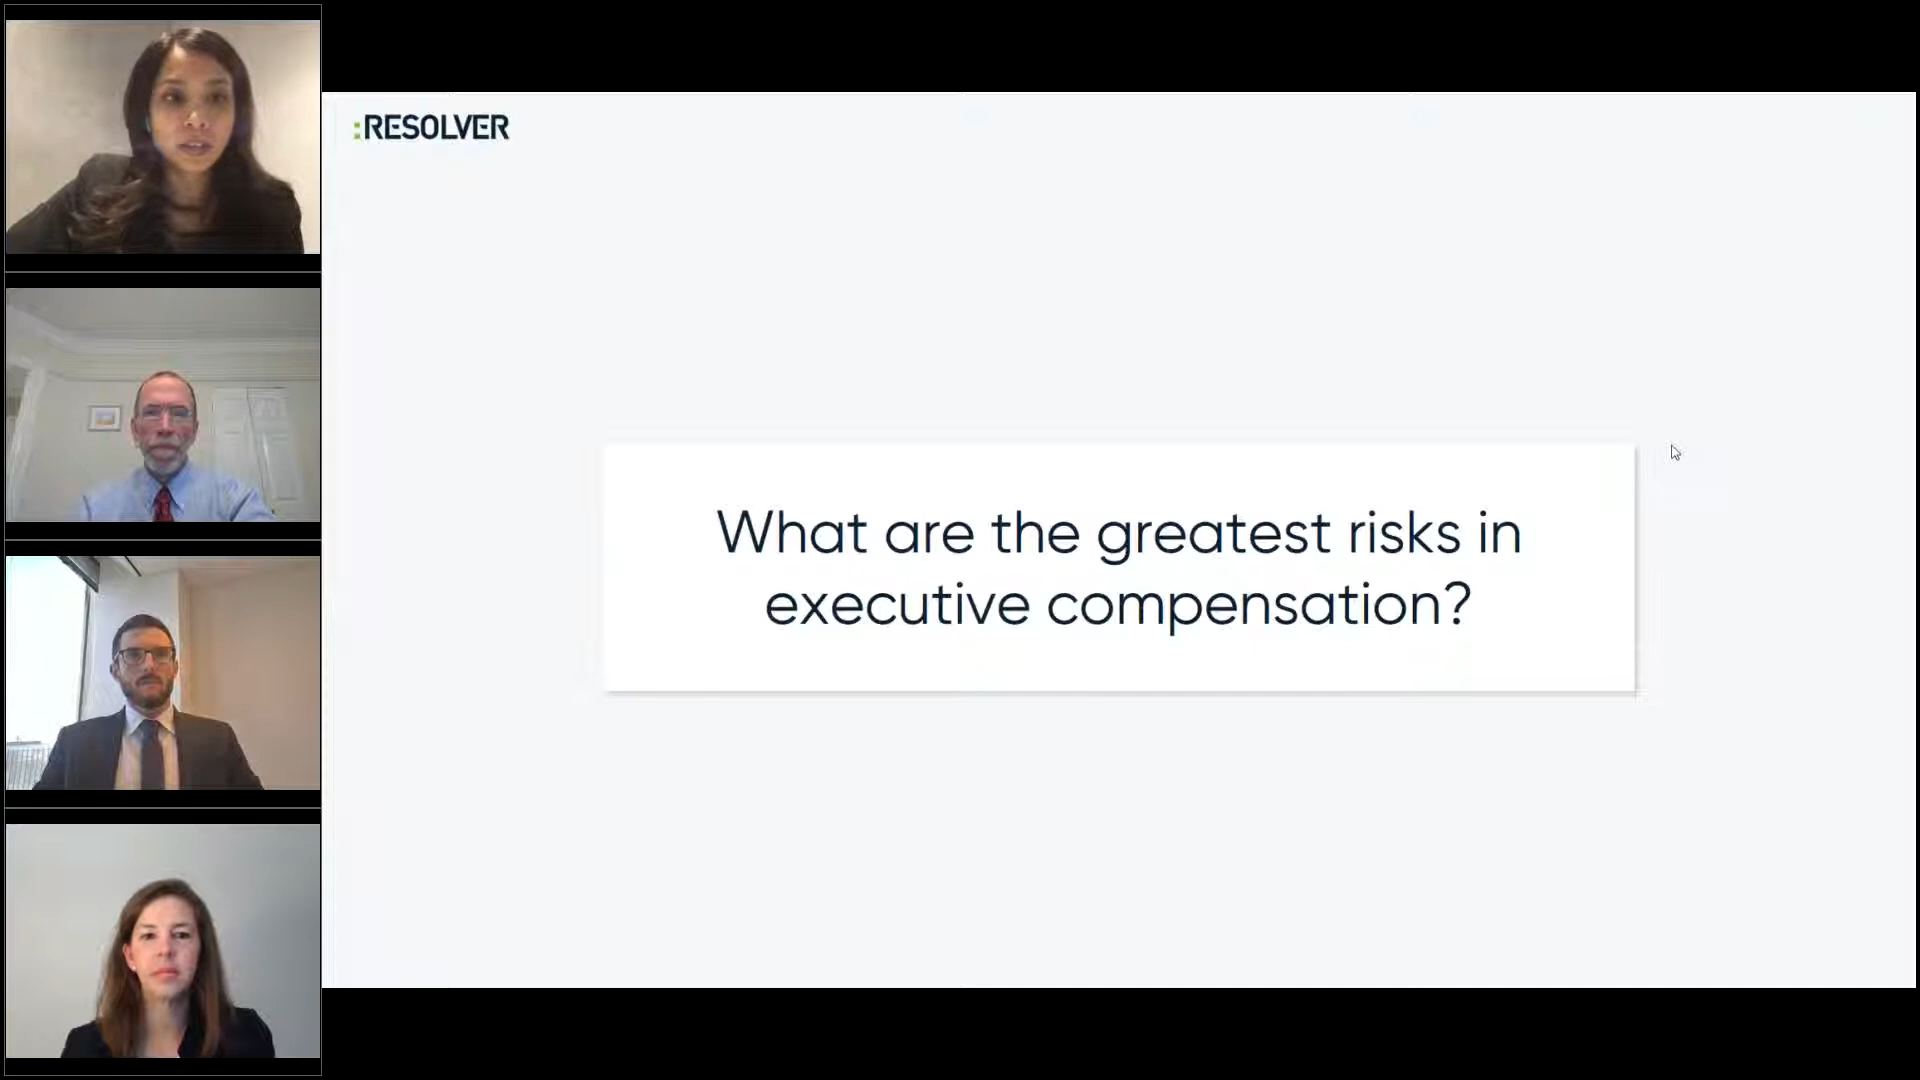 :RESOLVER
What are the greatest risks in
executive compensation?